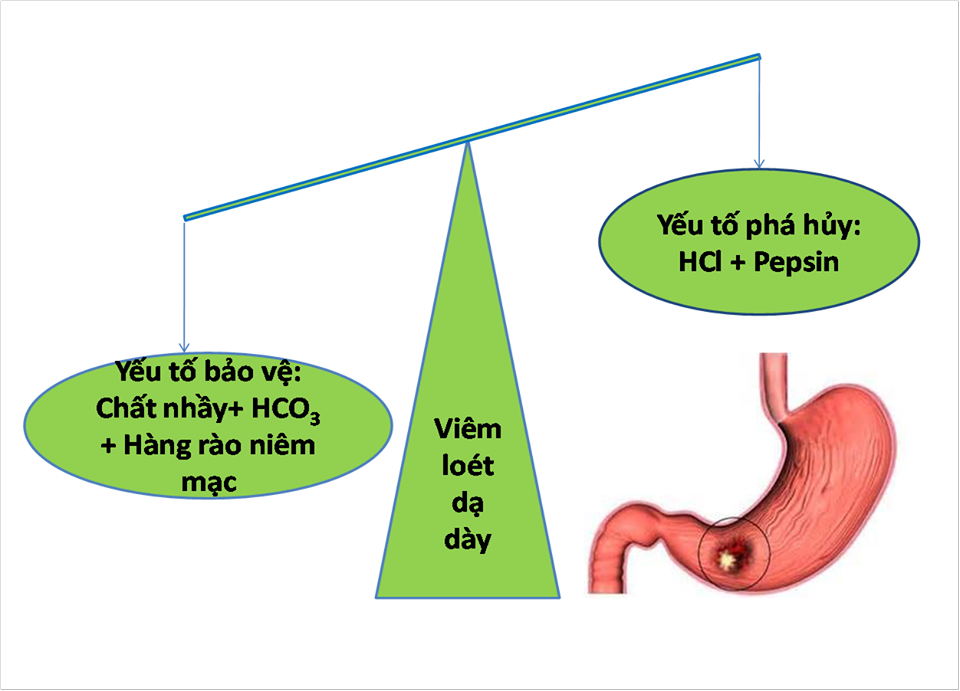 Yếu tố phá hủy:
HCl + Pepsin
Yếu tố bảo vệ:
Chất nhầy+ HCO₃
+ Hàng rào niêm
mạc
Viêm
loét
dạ
dày